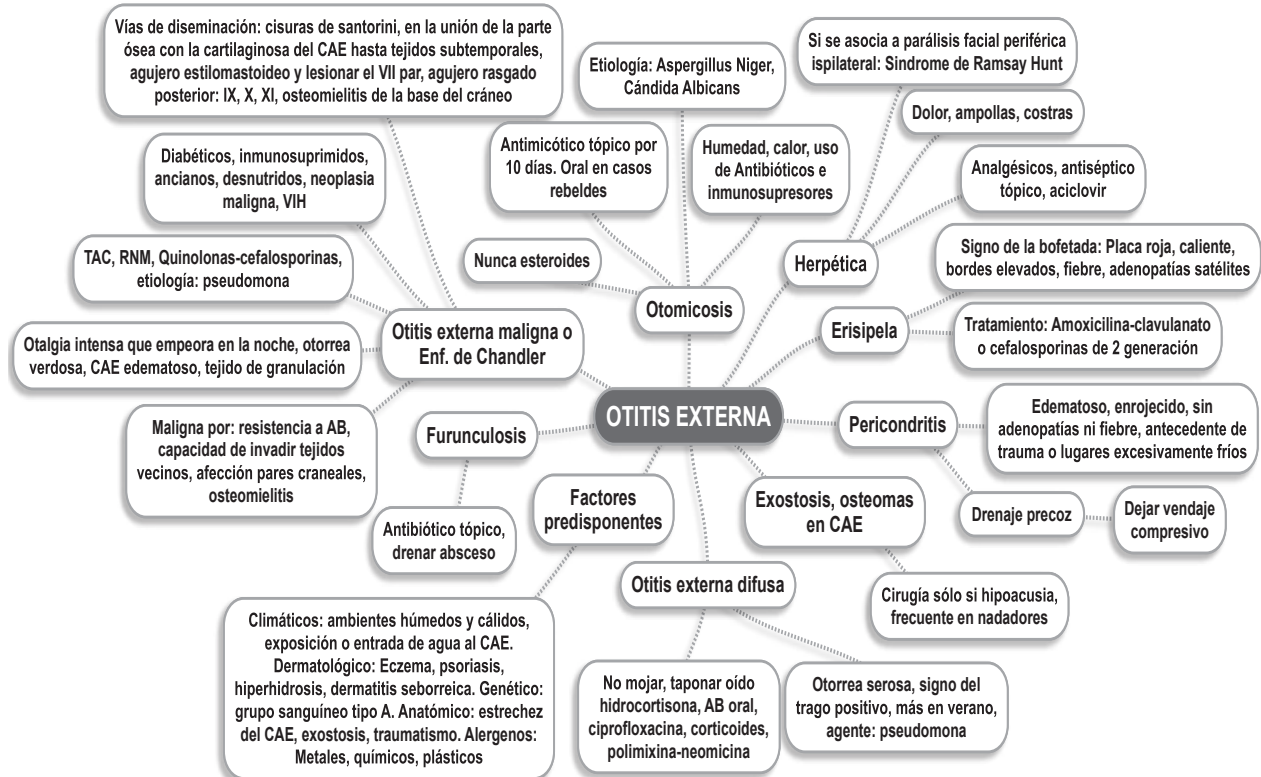 Vías de diseminación: cisuras de santorini, en la unión de la parte
ósea con la cartilaginosa del CAE hasta tejidos subtemporales,
agujero estilomastoideo y lesionar el VII par, agujero rasgado
posterior: IX, X, XI, osteomielitis de la base del cráneo
Diabéticos, inmunosuprimidos,
ancianos, desnutridos, neoplasia
maligna, VIH
TAC, RNM, Quinolonas-cefalosporinas,
etiología: pseudomona
Otalgia intensa que empeora en la noche, otorrea
verdosa, CAE edematoso, tejido de granulación
Maligna por: resistencia a AB,
capacidad de invadir tejidos
vecinos, afección pares craneales,
osteomielitis
Otitis externa maligna o
Enf. de Chandler
Etiología: Aspergillus Niger,
Cándida Albicans
Antimicótico tópico por
10 días. Oral en casos
rebeldes
Humedad, calor, uso
de Antibióticos e
inmunosupresores
Nunca esteroides
Otomicosis
Si se asocia a parálisis facial periférica
ispilateral: Sindrome de Ramsay Hunt
Dolor, ampollas, costras
Analgésicos, antiséptico
tópico, aciclovir
Herpética
Signo de la bofetada: Placa roja, caliente,
bordes elevados, fiebre, adenopatías satélites
Erisipela
Tratamiento: Amoxicilina-clavulanato
o cefalosporinas de 2 generación
OTITIS EXTERNA
Pericondritis
Edematoso, enrojecido, sin
adenopatías ni fiebre, antecedente de
trauma o lugares excesivamente fríos
Drenaje precoz
Dejar vendaje
compresivo
Furunculosis
Antibiótico tópico,
drenar absceso
Factores
predisponentes
Climáticos: ambientes húmedos y cálidos,
exposición o entrada de agua al CAE.
Dermatológico: Eczema, psoriasis,
hiperhidrosis, dermatitis seborreica. Genético:
grupo sanguíneo tipo A. Anatómico: estrechez
del CAE, exostosis, traumatismo. Alergenos:
Metales, químicos, plásticos
Exostosis, osteomas
en CAE
Cirugía sólo si hipoacusia,
frecuente en nadadores
Otitis externa difusa
No mojar, taponar oído
hidrocortisona, AB oral,
ciprofloxacina, corticoides,
polimixina-neomicina
Otorrea serosa, signo del
trago positivo, más en verano,
agente: pseudomona